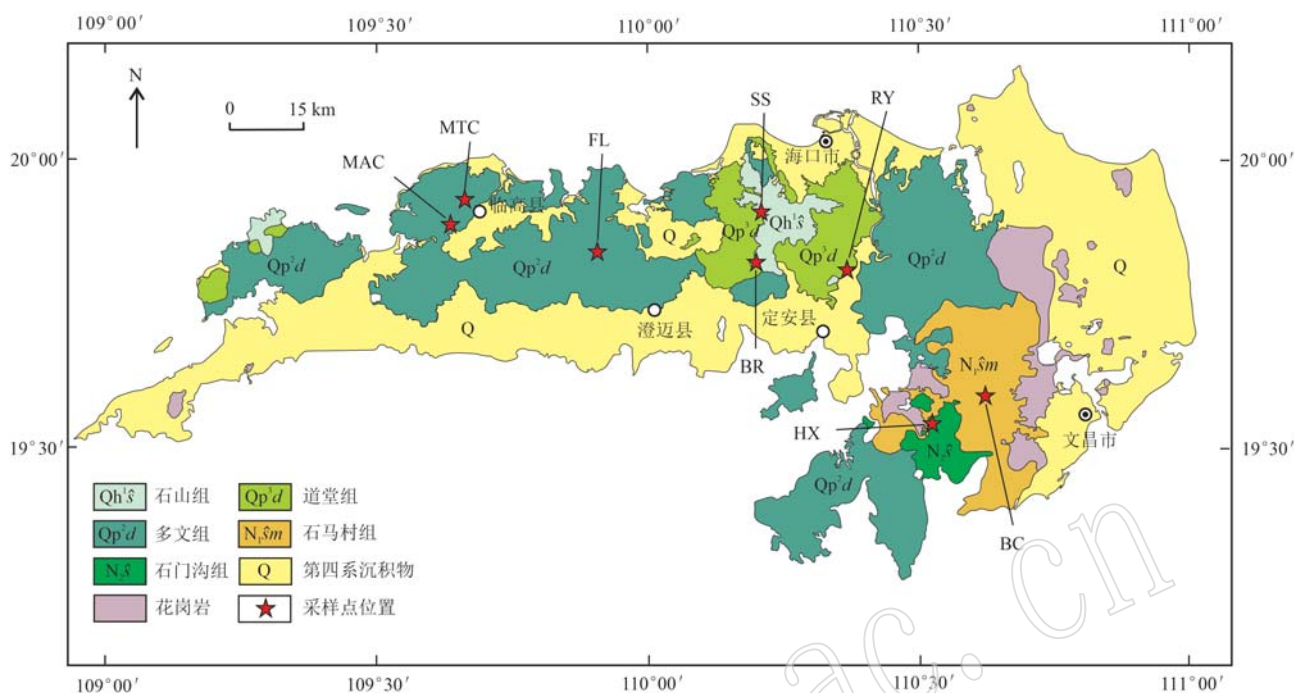 109°00′ 109°30′ 110°00′ 110°30′ 111°00′
N
0 15 km
SS
RY
MTC
FL
MAC
海口市
20°00′ 20°00′
临高县
Qh¹ŝ
Q
Qp³d
Qp³d
Qp²d
Qp²d
Qp²d
Q
Q
澄迈县
定安县
N₁ŝm
BR
HX
文昌市
19°30′ 19°30′
N₂ŝ
Qp²d
BC
Qh¹ŝ 石山组 Qp³d 道堂组
Qp²d 多文组 N₁ŝm 石马村组
N₂ŝ 石门沟组 Q 第四系沉积物
花岗岩 采样点位置
ac. cn
109°00′ 109°30′ 110°00′ 110°30′ 111°00′